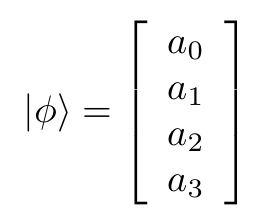 |ϕ⟩ = [ a₀
a₁
a₂
a₃ ]